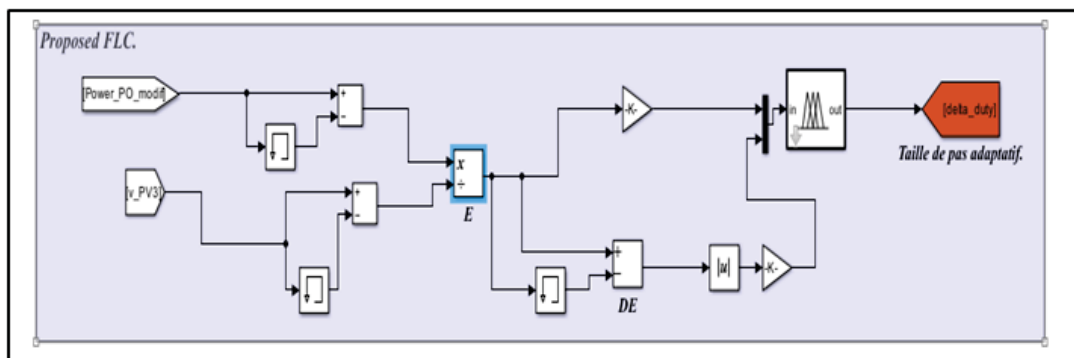 Proposed FLC.
[Power_PO_modif]
+
−
in
out
[delta_duty]
-K-
Taille de pas adaptatif.
x
÷
E
[v_PV3]
+
−
+
−
|u|
-K-
DE